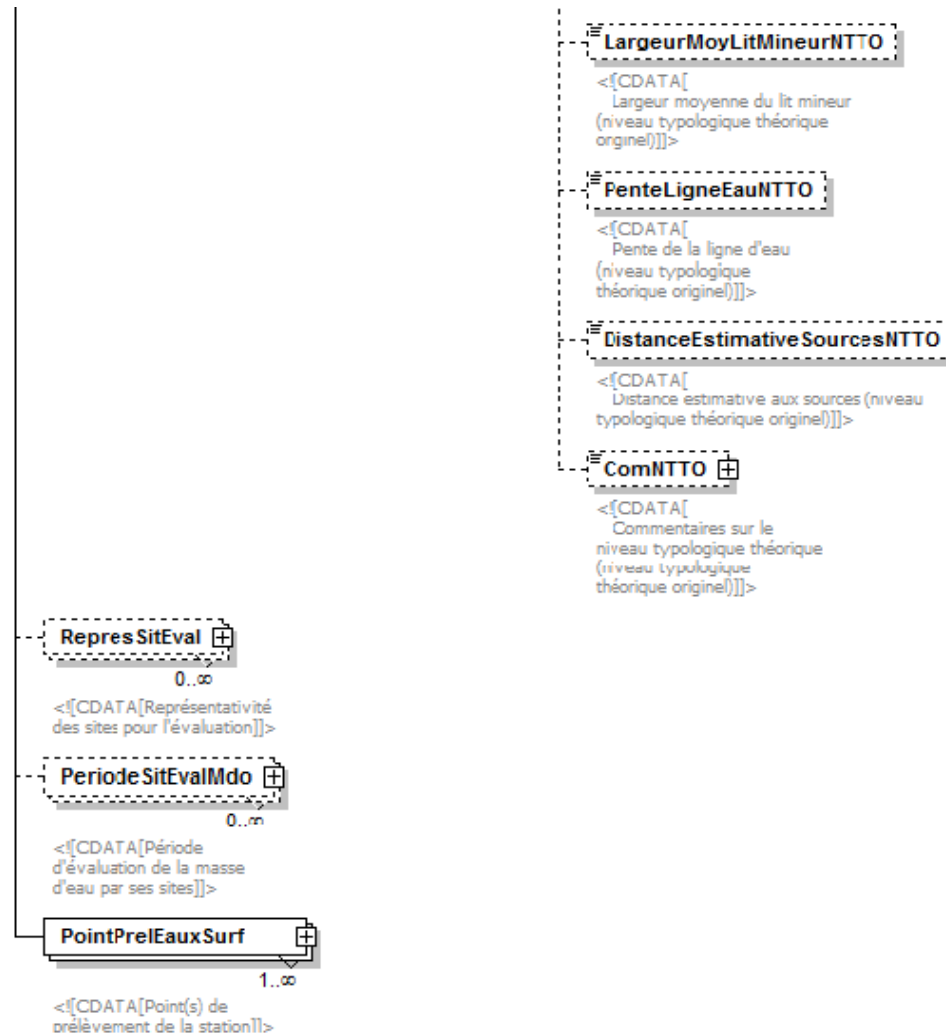 LargeurMoyLitMineurNTTO
<![CDATA[
Largeur moyenne du lit mineur
(niveau typologique théorique
orginel)]]>
PenteLigneEauNTTO
<![CDATA[
Pente de la ligne d'eau
(niveau typologique
théorique originel)]]>
DistanceEstimativeSourcesNTTO
<![CDATA[
Distance estimative aux sources (niveau
typologique théorique originel)]]>
ComNTTO
<![CDATA[
Commentaires sur le
niveau typologique théorique
(niveau typologique
théorique originel)]]>
RepresSitEval
0..∞
<![CDATA[Représentativité
des sites pour l'évaluation]]>
PeriodeSitEvalMdo
0..∞
<![CDATA[Période
d'évaluation de la masse
d'eau par ses sites]]>
PointPrelEauxSurf
1..∞
<![CDATA[Point(s) de
prélèvement de la station]]>